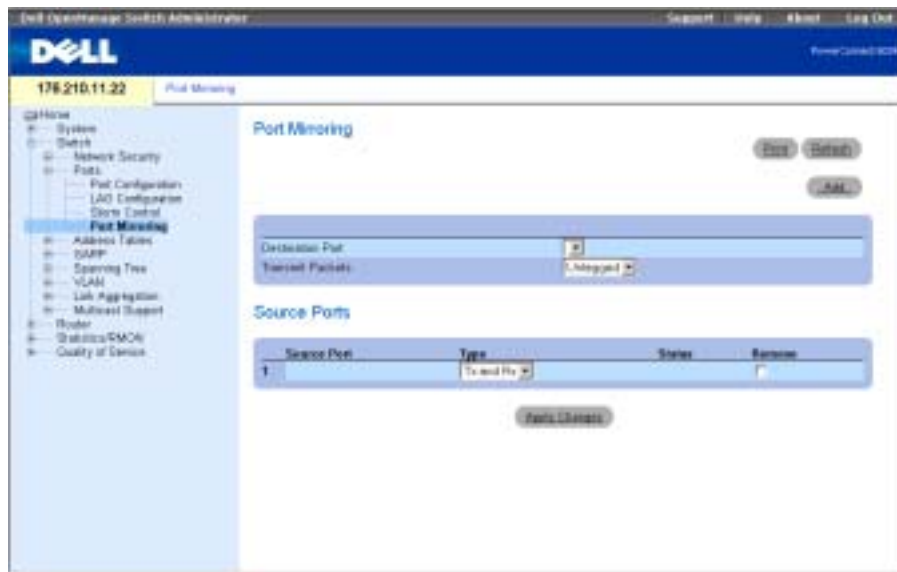 Dell OpenManage Switch Administrator
Support Help About Log Out
DELL
PowerConnect
176.210.11.22
Port Mirroring
Home
System
Switch
Network Security
Ports
Port Configuration
LAG Configuration
Storm Control
Port Mirroring
Address Tables
GARP
Spanning Tree
VLAN
Link Aggregation
Multicast Support
Router
Statistics/RMON
Quality of Service
Port Mirroring
Print Refresh
Add
Destination Port
Transmit Packets
Untagged
Source Ports
Source Port Type Status Remove
1 Tx and Rx
Apply Changes